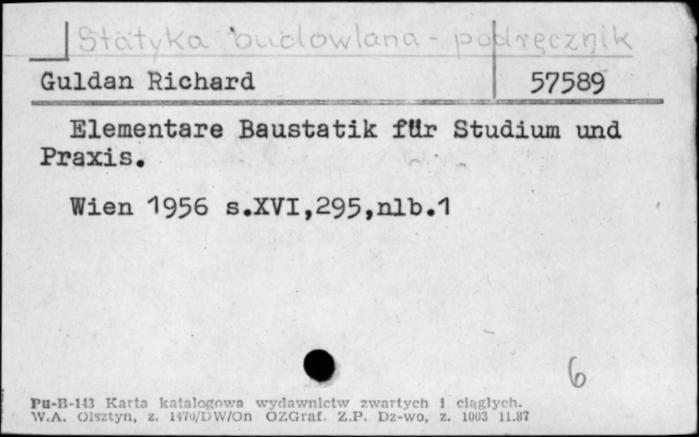 Statyka budowlana - podręcznik
Guldan Richard 57589
Elementare Baustatik für Studium und
Praxis.
Wien 1956 s.XVI,295,nlb.1
6
Pu-B-143 Karta katalogowa wydawnictw zwartych i ciągłych.
W.A. Olsztyn, z. 1470/DW/On OZGraf. Z.P. Dz-wo, z. 1003 11.87